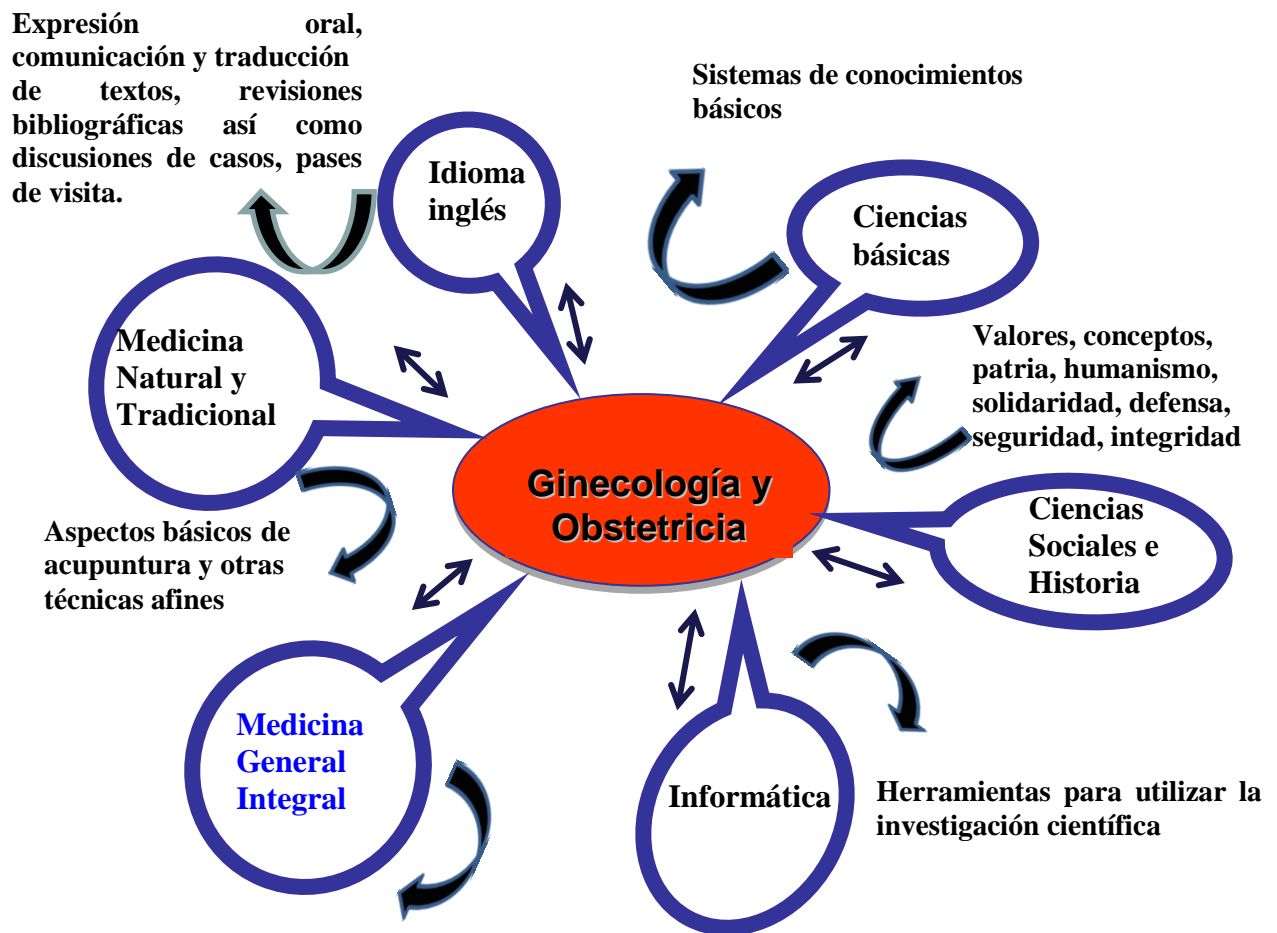 Expresión oral,
comunicación y traducción
de textos, revisiones
bibliográficas así como
discusiones de casos, pases
de visita.
Sistemas de conocimientos
básicos
Idioma
inglés
Ciencias
básicas
Medicina
Natural y
Tradicional
Valores, conceptos,
patria, humanismo,
solidaridad, defensa,
seguridad, integridad
Ginecología y
Obstetricia
Ciencias
Sociales e
Historia
Aspectos básicos de
acupuntura y otras
técnicas afines
Medicina
General
Integral
Informática
Herramientas para utilizar la
investigación científica